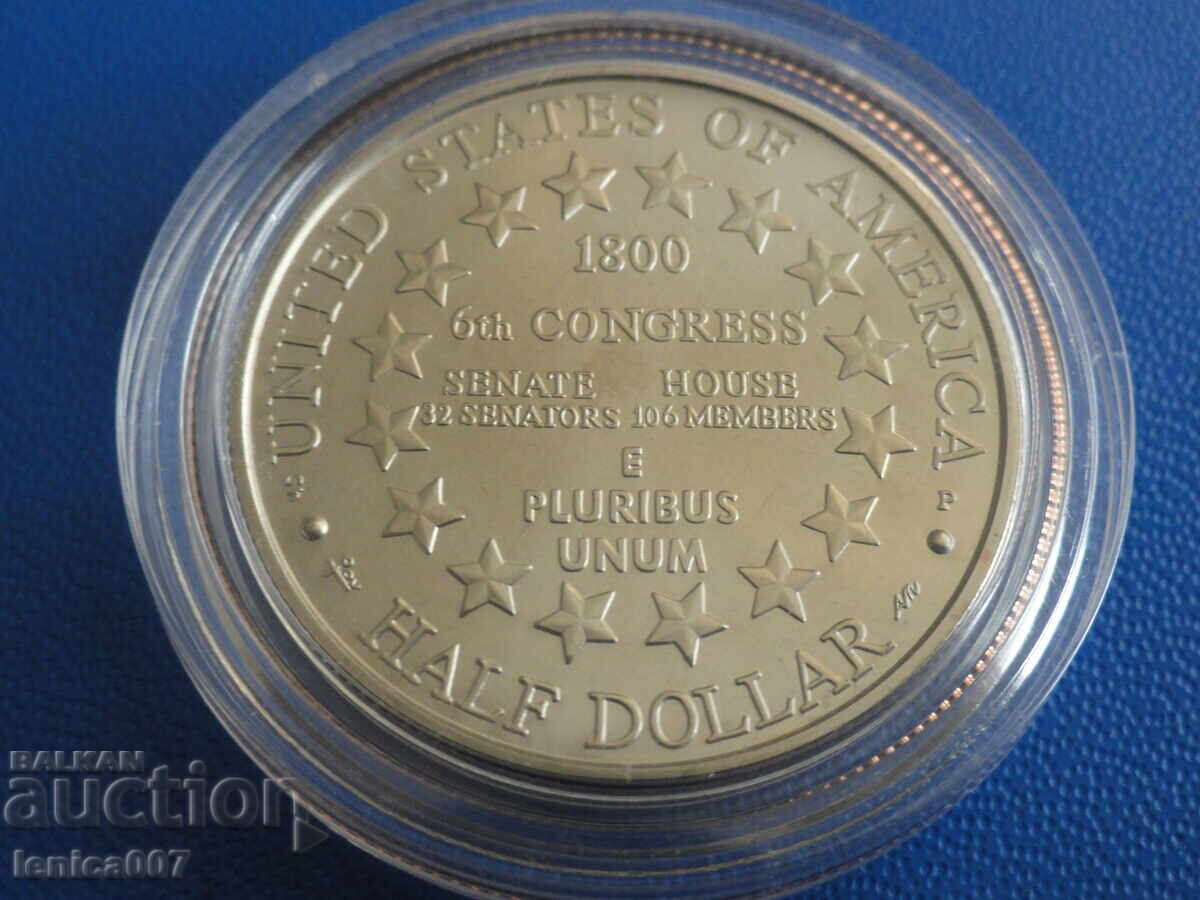 UNITED STATES OF AMERICA
1800
6th CONGRESS
SENATE HOUSE
32 SENATORS 106 MEMBERS
E
PLURIBUS
UNUM
P
HALF DOLLAR
BALKAN
auction
lenica007